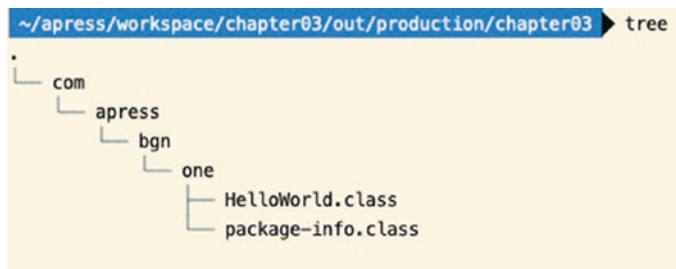 ~/apress/workspace/chapter03/out/production/chapter03 tree
.
└── com
└── apress
└── bgn
└── one
├── HelloWorld.class
└── package-info.class